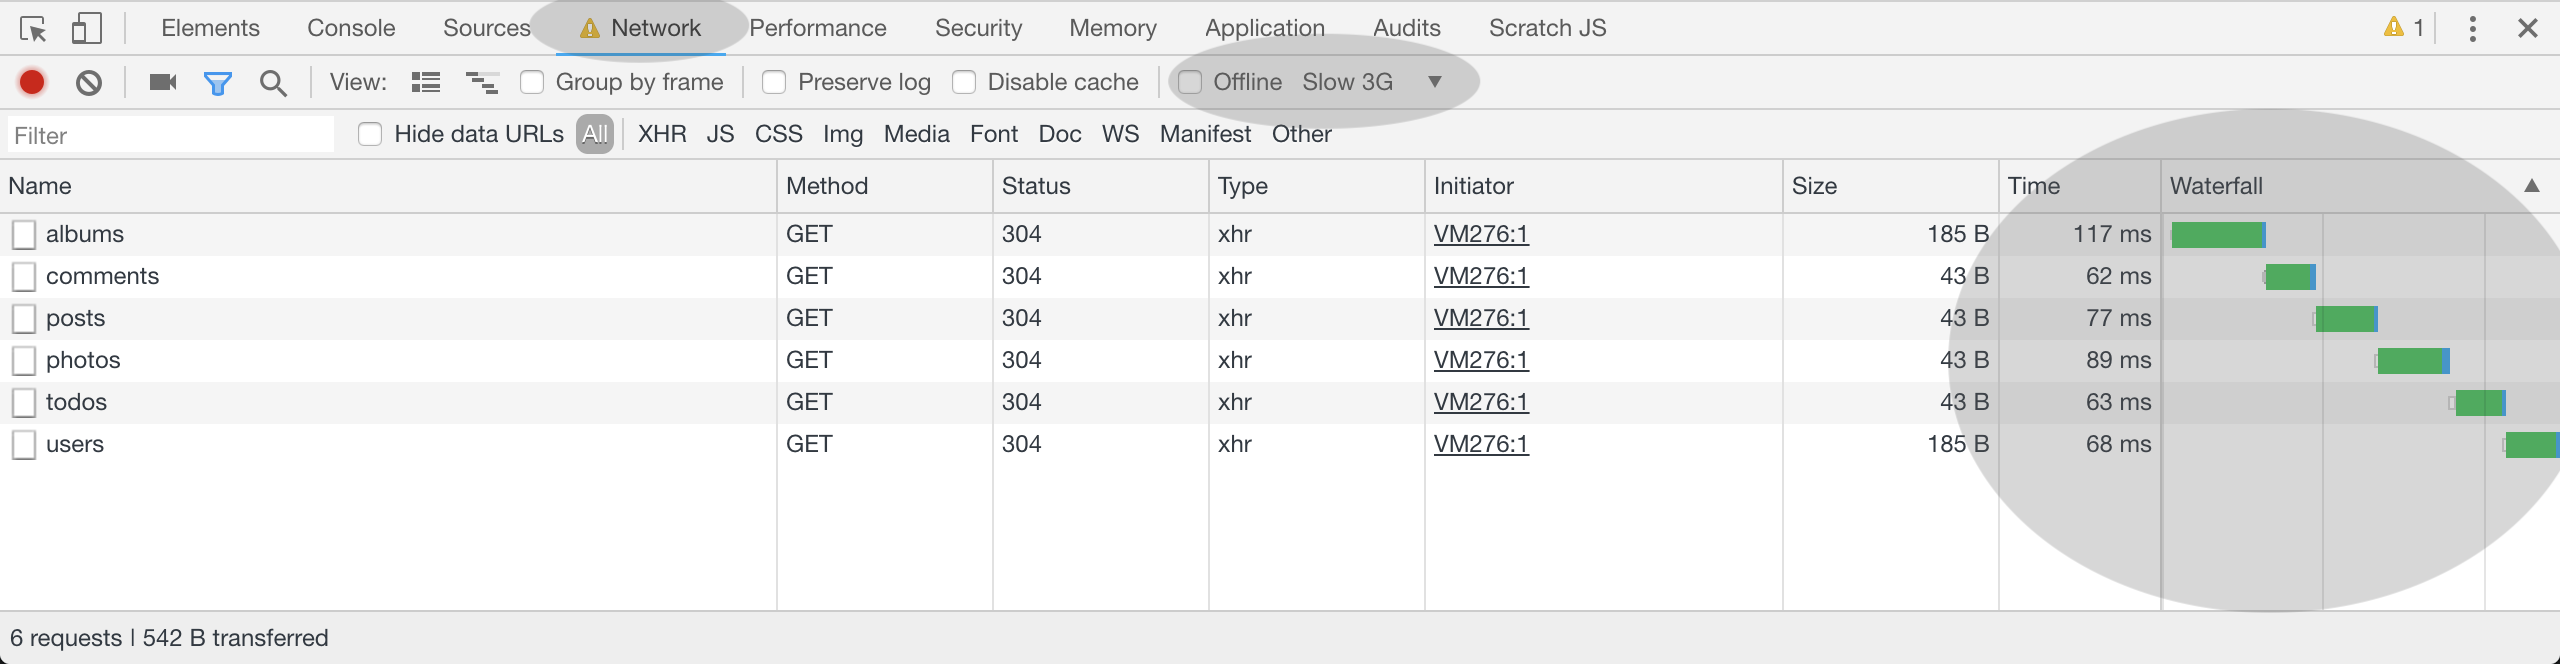 Elements Console Sources Network Performance Security Memory Application Audits Scratch JS 1
View: Group by frame Preserve log Disable cache Offline Slow 3G ▼
Filter Hide data URLs All XHR JS CSS Img Media Font Doc WS Manifest Other
Name Method Status Type Initiator Size Time Waterfall ▲
albums GET 304 xhr VM276:1 185 B 117 ms
comments GET 304 xhr VM276:1 43 B 62 ms
posts GET 304 xhr VM276:1 43 B 77 ms
photos GET 304 xhr VM276:1 43 B 89 ms
todos GET 304 xhr VM276:1 43 B 63 ms
users GET 304 xhr VM276:1 185 B 68 ms
6 requests | 542 B transferred